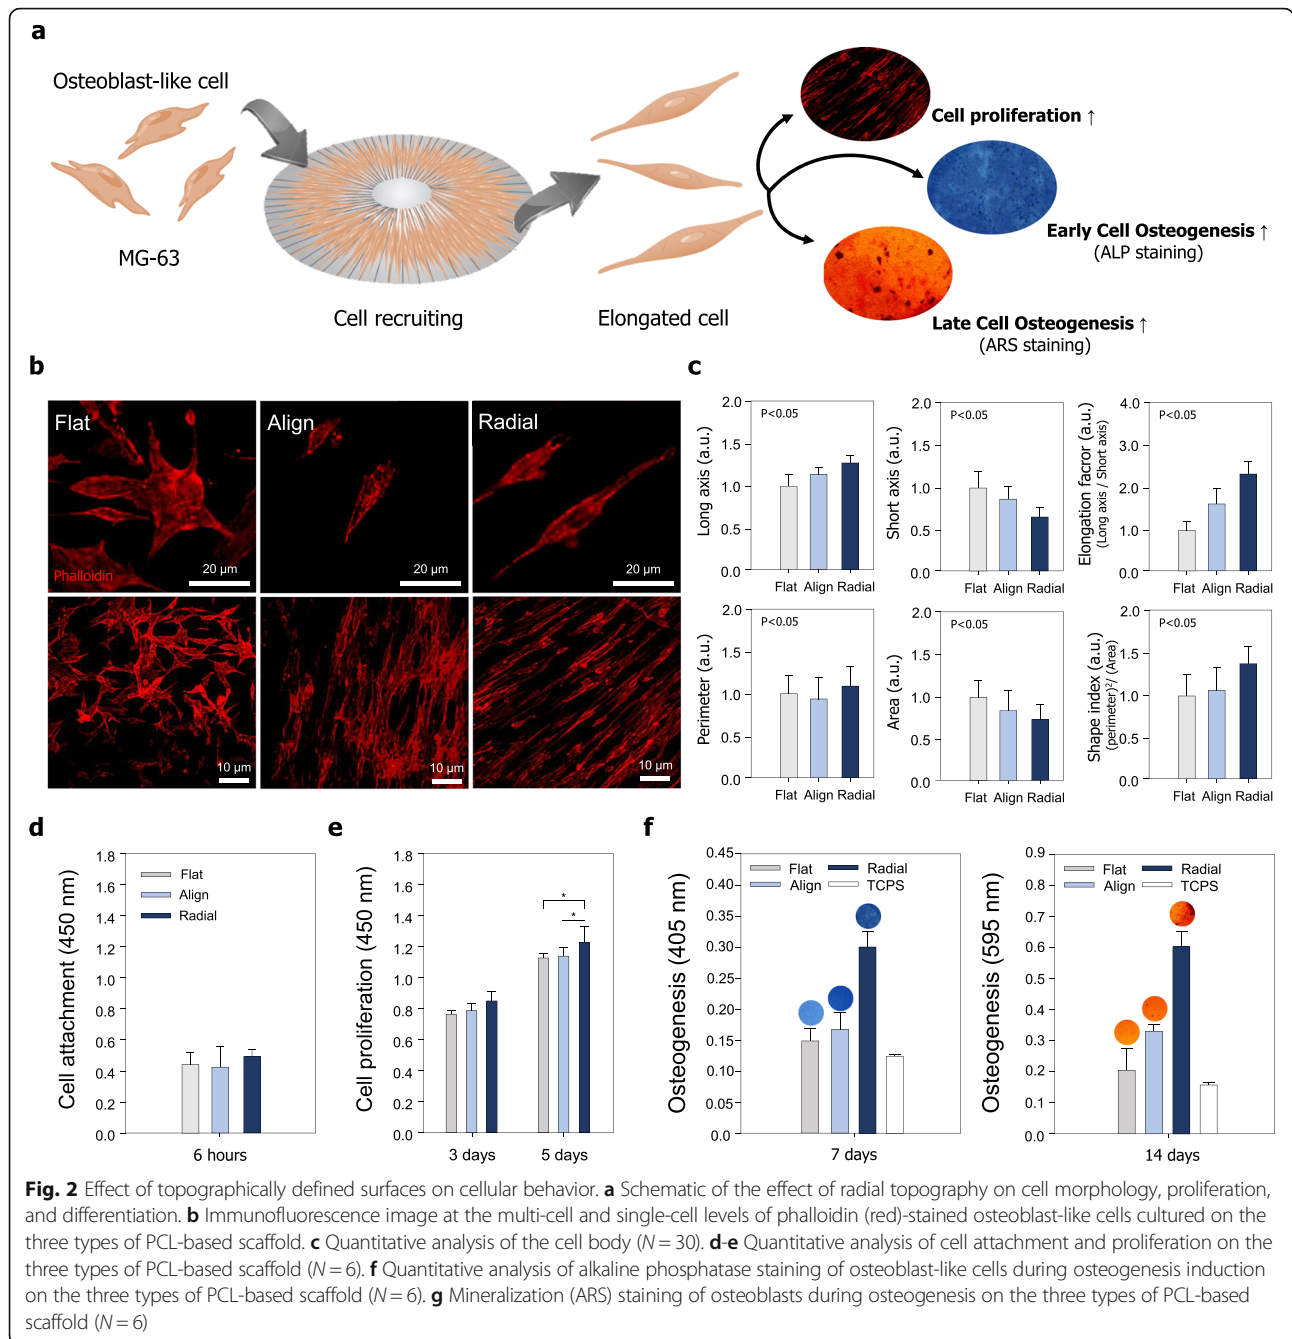 a
Osteoblast-like cell
MG-63
Cell recruiting
Elongated cell
Cell proliferation ↑
Early Cell Osteogenesis ↑
(ALP staining)
Late Cell Osteogenesis ↑
(ARS staining)
b
Flat
Align
Radial
Phalloidin
20 µm
20 µm
20 µm
10 µm
10 µm
10 µm
c
Long axis (a.u.)
2.0
1.5
1.0
0.5
0.0
P<0.05
Flat Align Radial
Short axis (a.u.)
2.0
1.5
1.0
0.5
0.0
P<0.05
Flat Align Radial
Elongation facror (a.u.)
(Long axis / Short axis)
4.0
3.0
2.0
1.0
0.0
P<0.05
Flat Align Radial
Perimeter (a.u.)
2.0
1.5
1.0
0.5
0.0
P<0.05
Flat Align Radial
Area (a.u.)
2.0
1.5
1.0
0.5
0.0
P<0.05
Flat Align Radial
Shape index (a.u.)
(perimeter)²/ (Area)
2.0
1.5
1.0
0.5
0.0
P<0.05
Flat Align Radial
d
Cell attachment (450 nm)
1.8
1.6
1.4
1.2
1.0
0.8
0.6
0.4
0.2
0.0
Flat
Align
Radial
6 hours
e
Cell proliferation (450 nm)
1.8
1.6
1.4
1.2
1.0
0.8
0.6
0.4
0.2
0.0
*
*
3 days
5 days
f
Osteogenesis (405 nm)
0.45
0.40
0.35
0.30
0.25
0.20
0.15
0.10
0.05
0.00
Flat
Radial
Align
TCPS
7 days
Osteogenesis (595 nm)
0.9
0.8
0.7
0.6
0.5
0.4
0.3
0.2
0.1
0.0
Flat
Radial
Align
TCPS
14 days
Fig. 2 Effect of topographically defined surfaces on cellular behavior. a Schematic of the effect of radial topography on cell morphology, proliferation,
and differentiation. b Immunofluorescence image at the multi-cell and single-cell levels of phalloidin (red)-stained osteoblast-like cells cultured on the
three types of PCL-based scaffold. c Quantitative analysis of the cell body (N = 30). d-e Quantitative analysis of cell attachment and proliferation on the
three types of PCL-based scaffold (N = 6). f Quantitative analysis of alkaline phosphatase staining of osteoblast-like cells during osteogenesis induction
on the three types of PCL-based scaffold (N = 6). g Mineralization (ARS) staining of osteoblasts during osteogenesis on the three types of PCL-based
scaffold (N = 6)